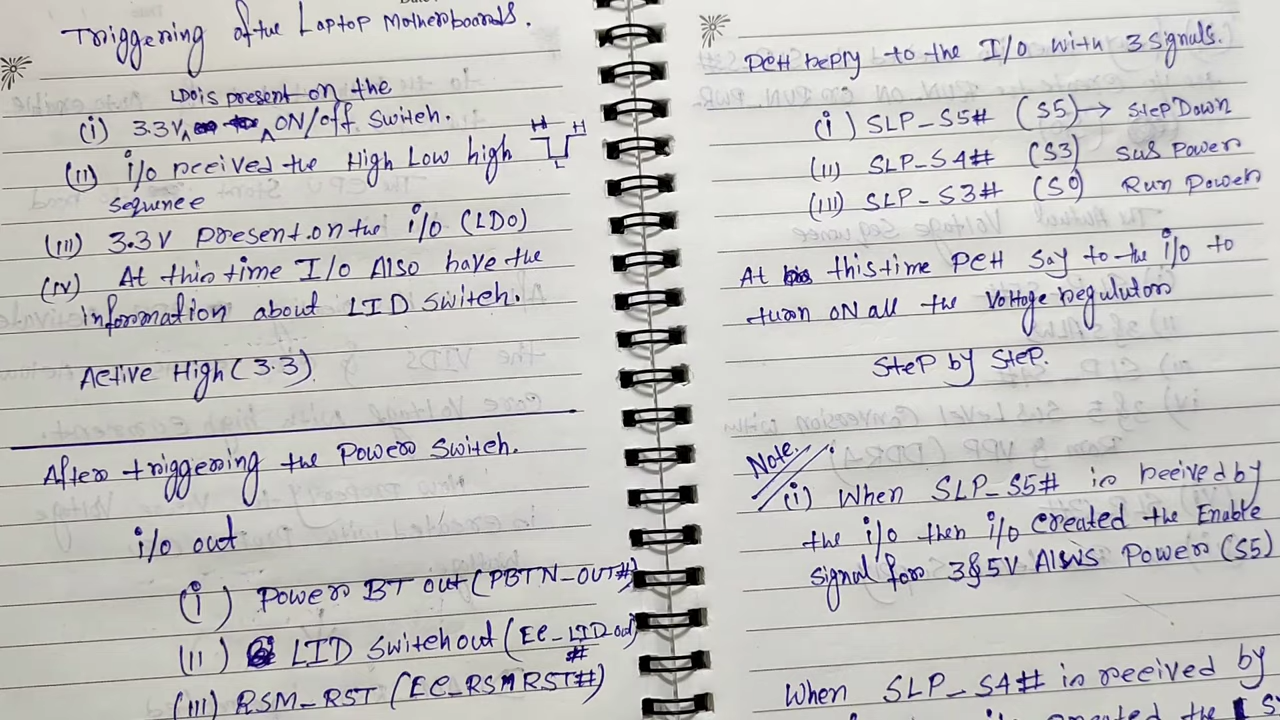 Triggering of the Laptop Motherboards.
LDO is present on the
(i) 3.3V ON/off Switch.
(ii) i/o received the High Low high
sequnee
(iii) 3.3V Present.on the i/o (LDO)
(iv) At this time I/o Also have the
information about LID Switch.
Active High (3.3)
After triggering the Power Switch.
i/o out
(i) Power BT out (PBTN_OUT#)
(ii) LID Switch out (EC_LID out
#
(iii) RSM_RST (EC_RSMRST#)
PCH reply to the I/o with 3 signals.
(i) SLP_S5# (S5) → Step Down
(ii) SLP_S4# (S3) Sus Power
(iii) SLP_S3# (S0) Run Power
At this time PCH Say to the i/o to
turn ON all the Voltage regulator
Step by Step.
Note:
(i) When SLP_S5# is received by
the i/o then i/o created the Enable
signal for 3&5V Alws Power (S5)
When SLP_S4# is received by
created the